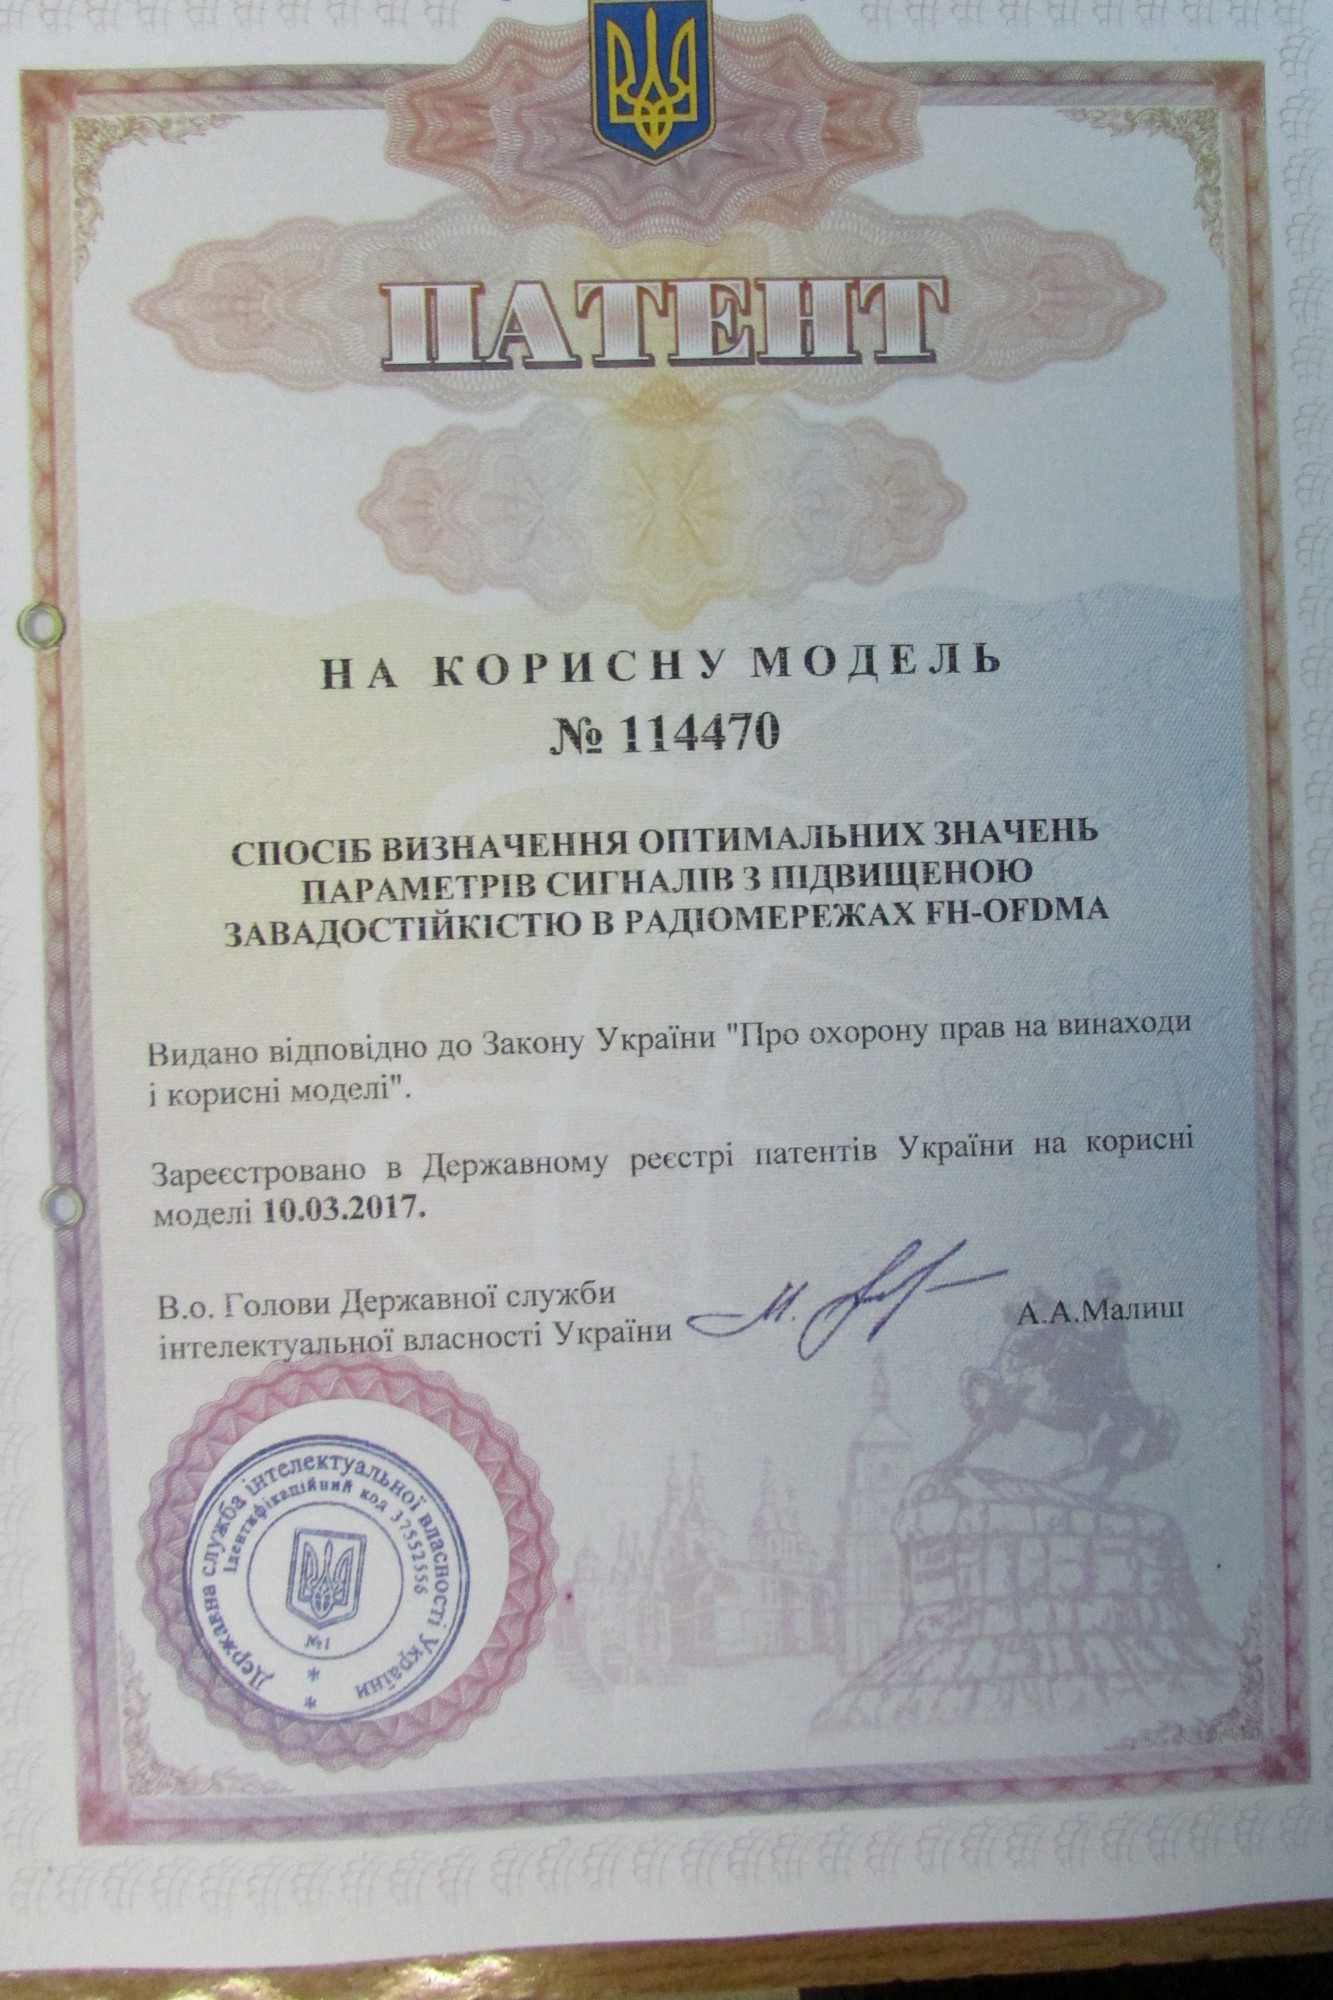 ПАТЕНТ
НА КОРИСНУ МОДЕЛЬ
№ 114470
СПОСІБ ВИЗНАЧЕННЯ ОПТИМАЛЬНИХ ЗНАЧЕНЬ
ПАРАМЕТРІВ СИГНАЛІВ З ПІДВИЩЕНОЮ
ЗАВАДОСТІЙКІСТЮ В РАДІОМЕРЕЖАХ FH-OFDMA
Видано відповідно до Закону України "Про охорону прав на винаходи
і корисні моделі".
Зареєстровано в Державному реєстрі патентів України на корисні
моделі 10.03.2017.
В.о. Голови Державної служби
інтелектуальної власності України
А.А.Малиш
Державна служба інтелектуальної власності України
Ідентифікаційний код 37552556
№1